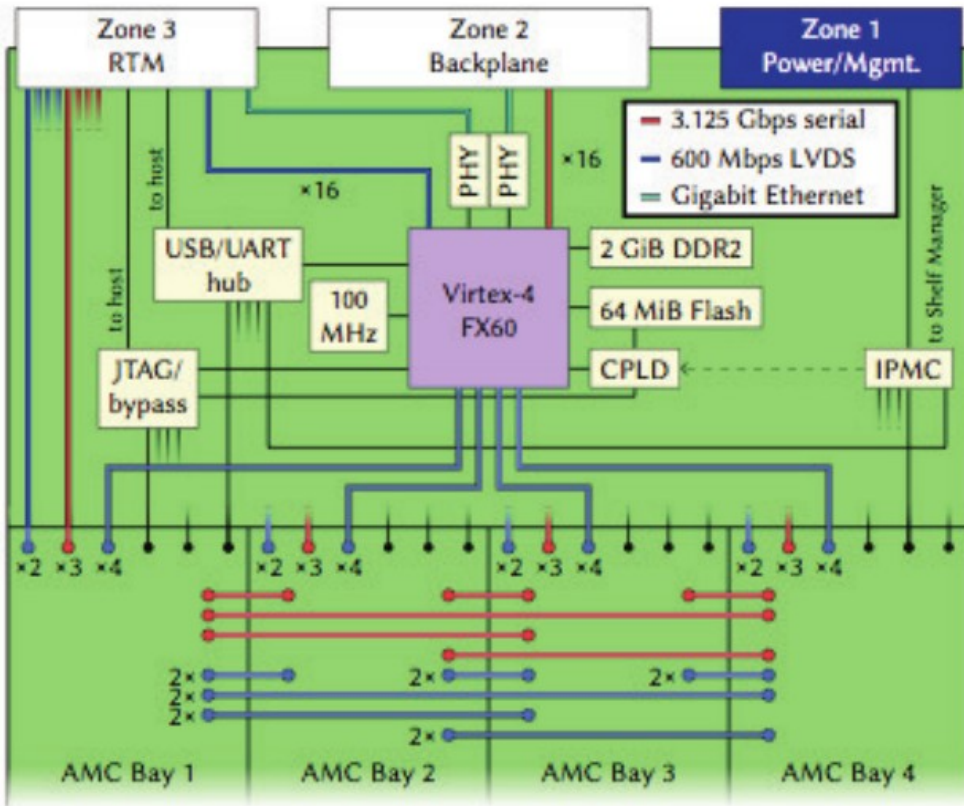 Zone 3
RTM
Zone 2
Backplane
Zone 1
Power/Mgmt.
3.125 Gbps serial
600 Mbps LVDS
Gigabit Ethernet
×16
PHY
PHY
×16
to host
to host
to Shelf Manager
USB/UART
hub
100
MHz
Virtex-4
FX60
2 GiB DDR2
64 MiB Flash
CPLD
IPMC
JTAG/
bypass
×2 ×3 ×4
×2 ×3 ×4
×2 ×3 ×4
×2 ×3 ×4
2× 2× 2×
2×
2×
2×
AMC Bay 1
AMC Bay 2
AMC Bay 3
AMC Bay 4